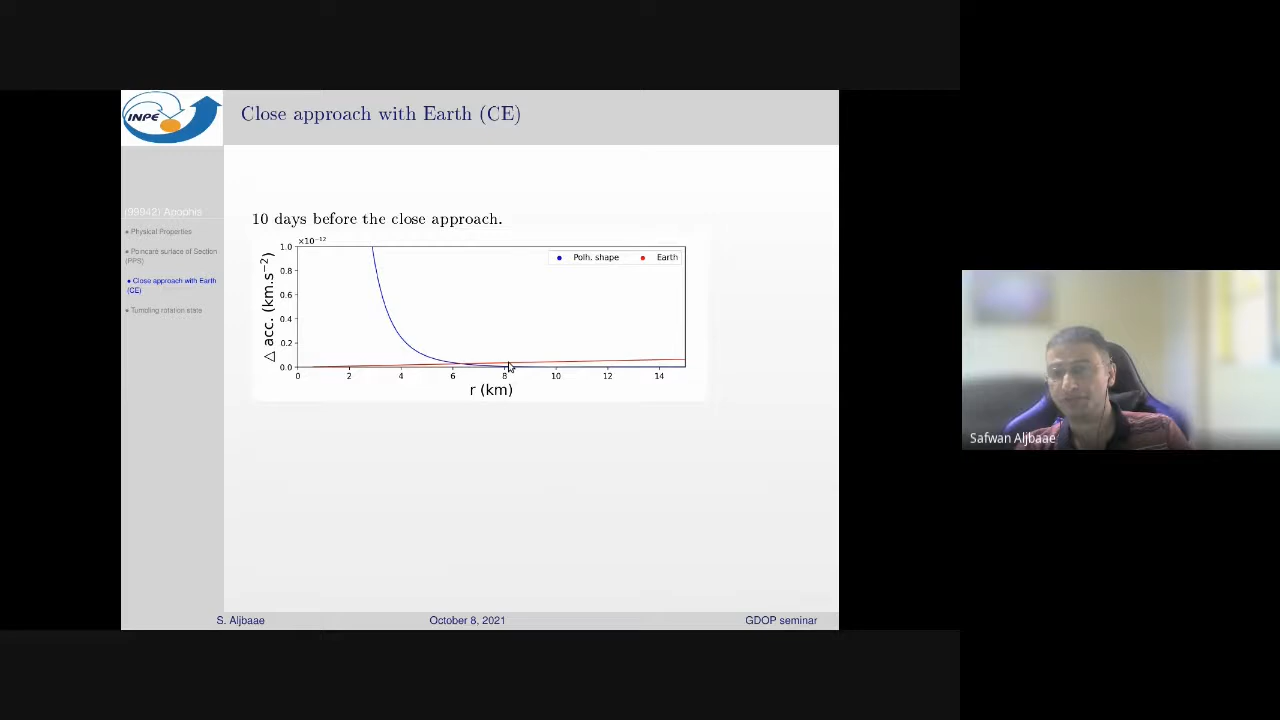 INPE
Close approach with Earth (CE)
(99942) Apophis
• Physical Properties
• Poincaré surface of Section
(PPS)
• Close approach with Earth
(CE)
• Tumbling rotation state
10 days before the close approach.
×10⁻¹²
1.0
0.8
0.6
0.4
0.2
0.0
△ acc. (km.s⁻²)
Polh. shape
Earth
0 2 4 6 8 10 12 14
r (km)
S. Aljbaae October 8, 2021 GDOP seminar
Safwan Aljbaae